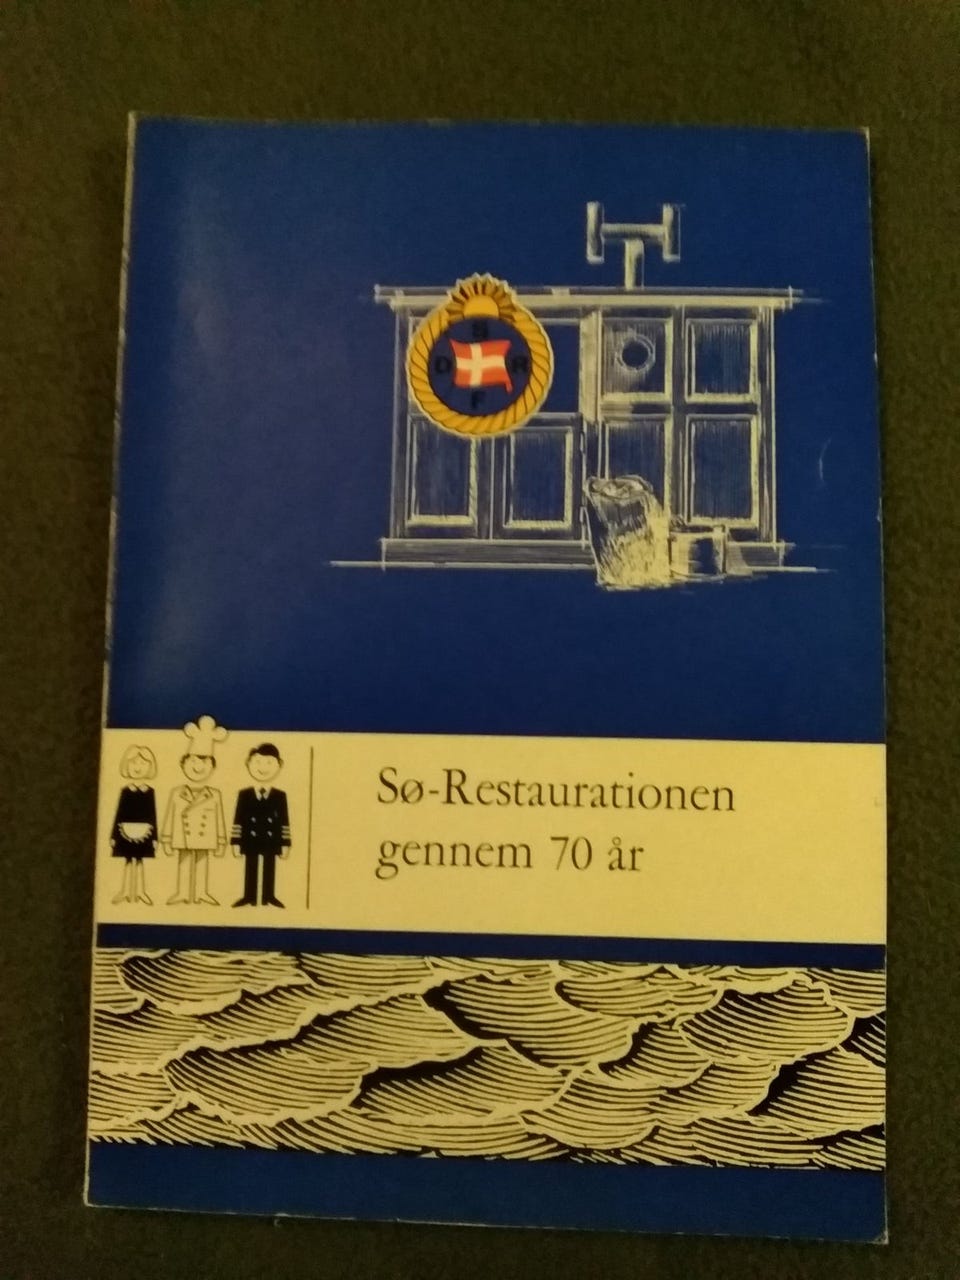 S
D R
F
Sø-Restaurationen
gennem 70 år